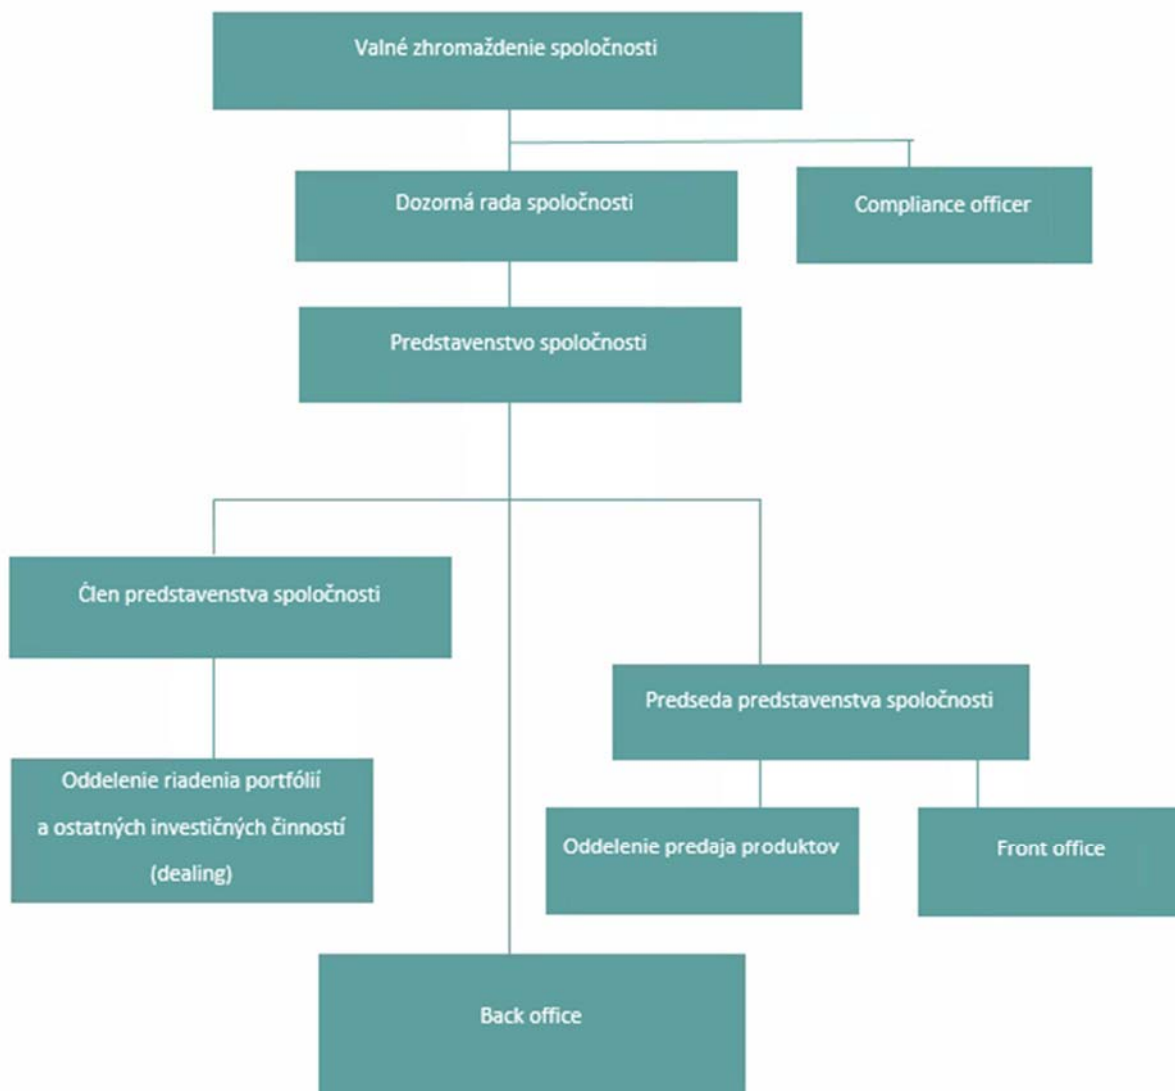 Valné zhromaždenie spoločnosti
Dozorná rada spoločnosti
Compliance officer
Predstavenstvo spoločnosti
Člen predstavenstva spoločnosti
Predseda predstavenstva spoločnosti
Oddelenie riadenia portfólií
a ostatných investičných činností
(dealing)
Oddelenie predaja produktov
Front office
Back office